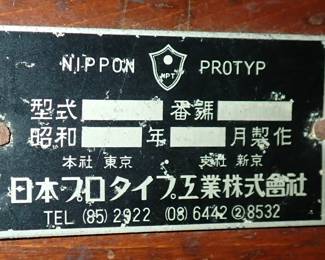 NIPPON NPT PROTYP
型式 番號
昭和 年 月製作
本社 東京 支社 新京
日本プロタイプ工業株式會社
TEL (85) 2922 (08) 6442 ② 8532